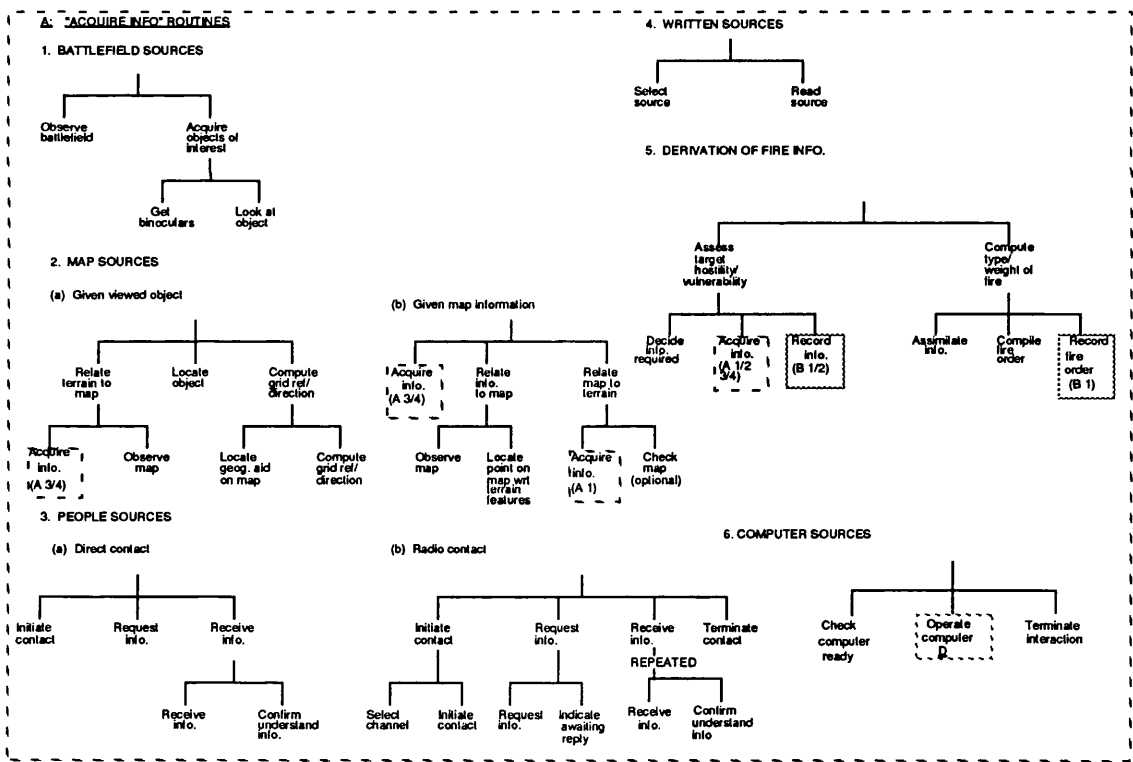 A: "ACQUIRE INFO" ROUTINES
1. BATTLEFIELD SOURCES
Observe
battlefield
Acquire
objects of
interest
Get
binoculars
Look at
object
2. MAP SOURCES
(a) Given viewed object
Relate
terrain to
map
Locate
object
Compute
grid ref/
direction
Acquire
info.
(A 3/4)
Observe
map
Locate
geog. aid
on map
Compute
grid ref/
direction
(b) Given map information
Acquire
info.
(A 3/4)
Relate
info.
to map
Relate
map to
terrain
Observe
map
Locate
point on
map wrt
terrain
features
Acquire
info.
(A 1)
Check
map
(optional)
3. PEOPLE SOURCES
(a) Direct contact
Initiate
contact
Request
info.
Receive
info.
Receive
info.
Confirm
understand
info.
(b) Radio contact
Initiate
contact
Request
info.
Receive
info.
Terminate
contact
REPEATED
Select
channel
Initiate
contact
Request
info.
Indicate
awaiting
reply
Receive
info.
Confirm
understand
info
4. WRITTEN SOURCES
Select
source
Read
source
5. DERIVATION OF FIRE INFO.
Assess
target
hostility/
vulnerability
Compute
type/
weight of
fire
Decide
info.
required
Acquire
info.
(A 1/2
3/4)
Record
info.
(B 1/2)
Assimilate
info.
Compile
fire
order
Record
fire
order
(B 1)
6. COMPUTER SOURCES
Check
computer
ready
Operate
computer
D
Terminate
interaction